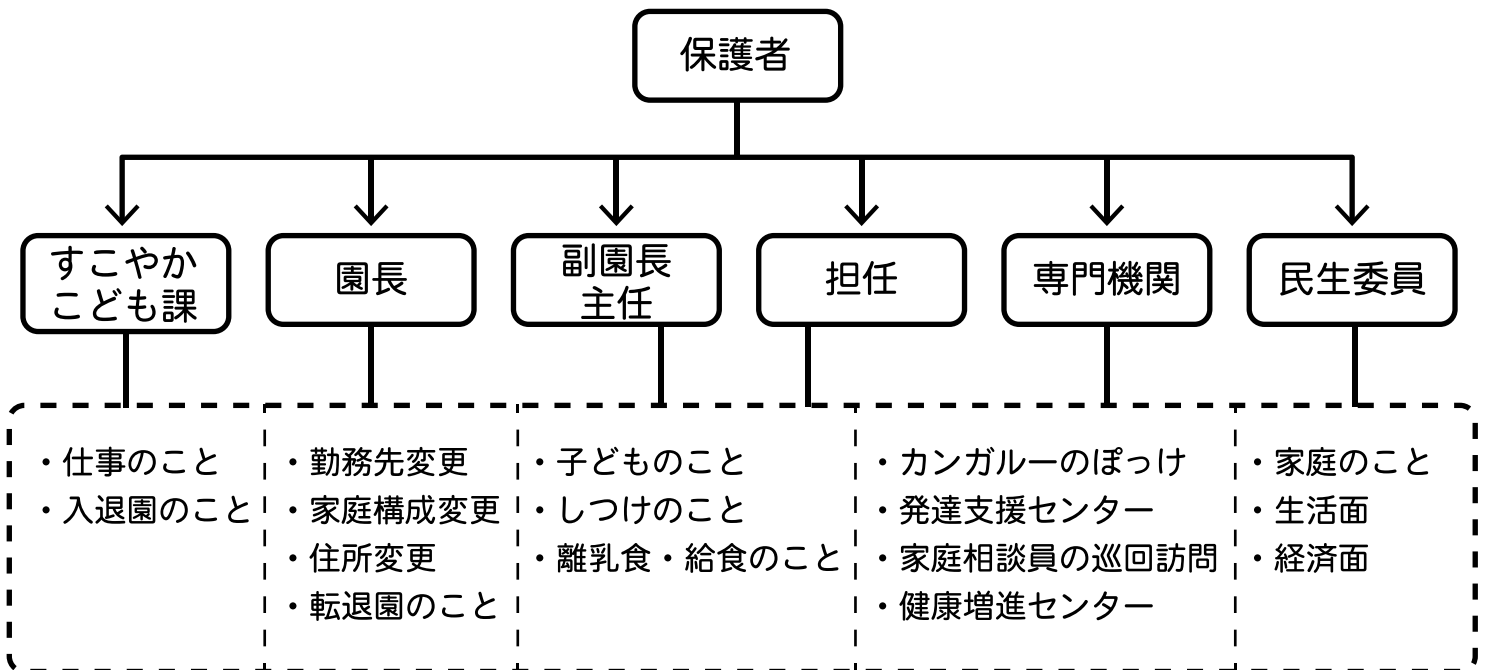 保護者
すこやか
こども課
園長
副園長
主任
担任
専門機関
民生委員
・仕事のこと
・入退園のこと
・勤務先変更
・家庭構成変更
・住所変更
・転退園のこと
・子どものこと
・しつけのこと
・離乳食・給食のこと
・カンガルーのぽっけ
・発達支援センター
・家庭相談員の巡回訪問
・健康増進センター
・家庭のこと
・生活面
・経済面